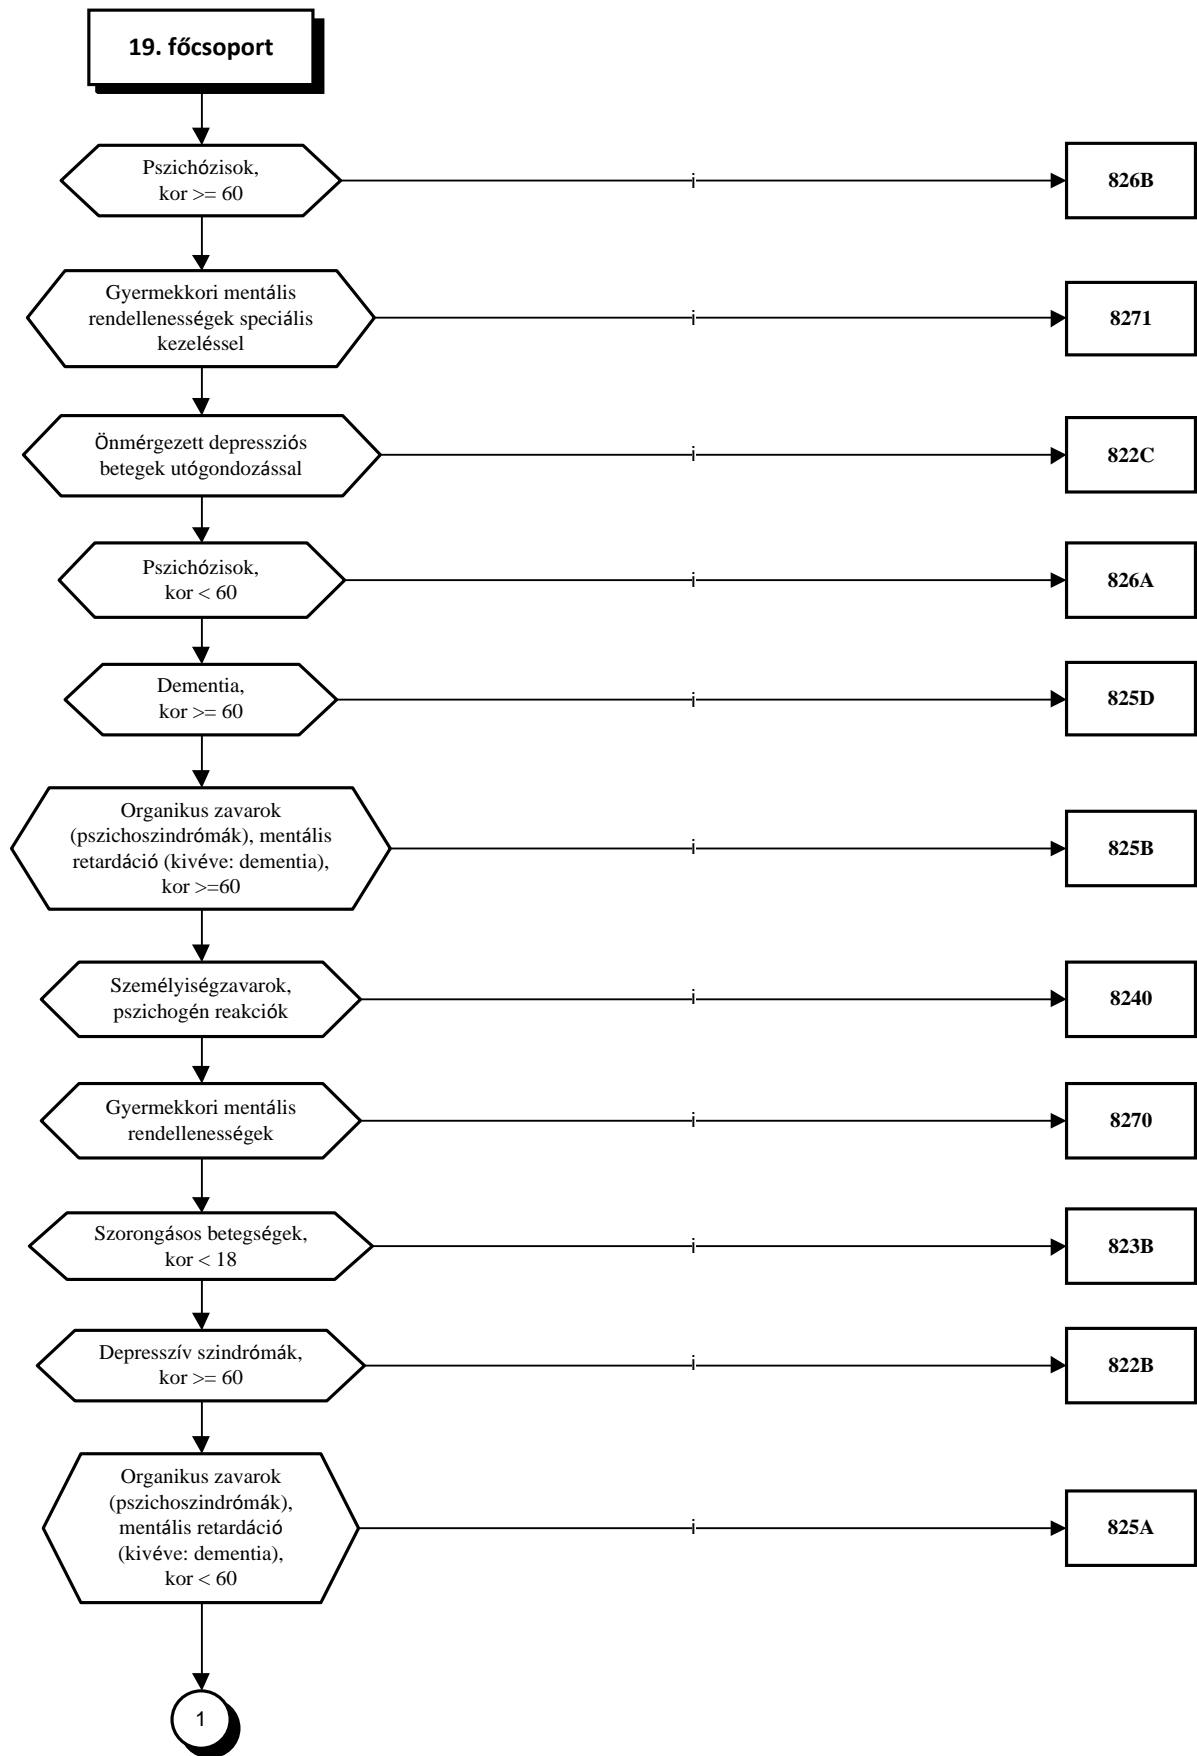 19. főcsoport
Pszichózisok,
kor >= 60
i
826B
Gyermekkori mentális
rendellenességek speciális
kezeléssel
i
8271
Önmérgezett depressziós
betegek utógondozással
i
822C
Pszichózisok,
kor < 60
i
826A
Dementia,
kor >= 60
i
825D
Organikus zavarok
(pszichoszindrómák), mentális
retardáció (kivéve: dementia),
kor >=60
i
825B
Személyiségzavarok,
pszichogén reakciók
i
8240
Gyermekkori mentális
rendellenességek
i
8270
Szorongásos betegségek,
kor < 18
i
823B
Depresszív szindrómák,
kor >= 60
i
822B
Organikus zavarok
(pszichoszindrómák),
mentális retardáció
(kivéve: dementia),
kor < 60
i
825A
1